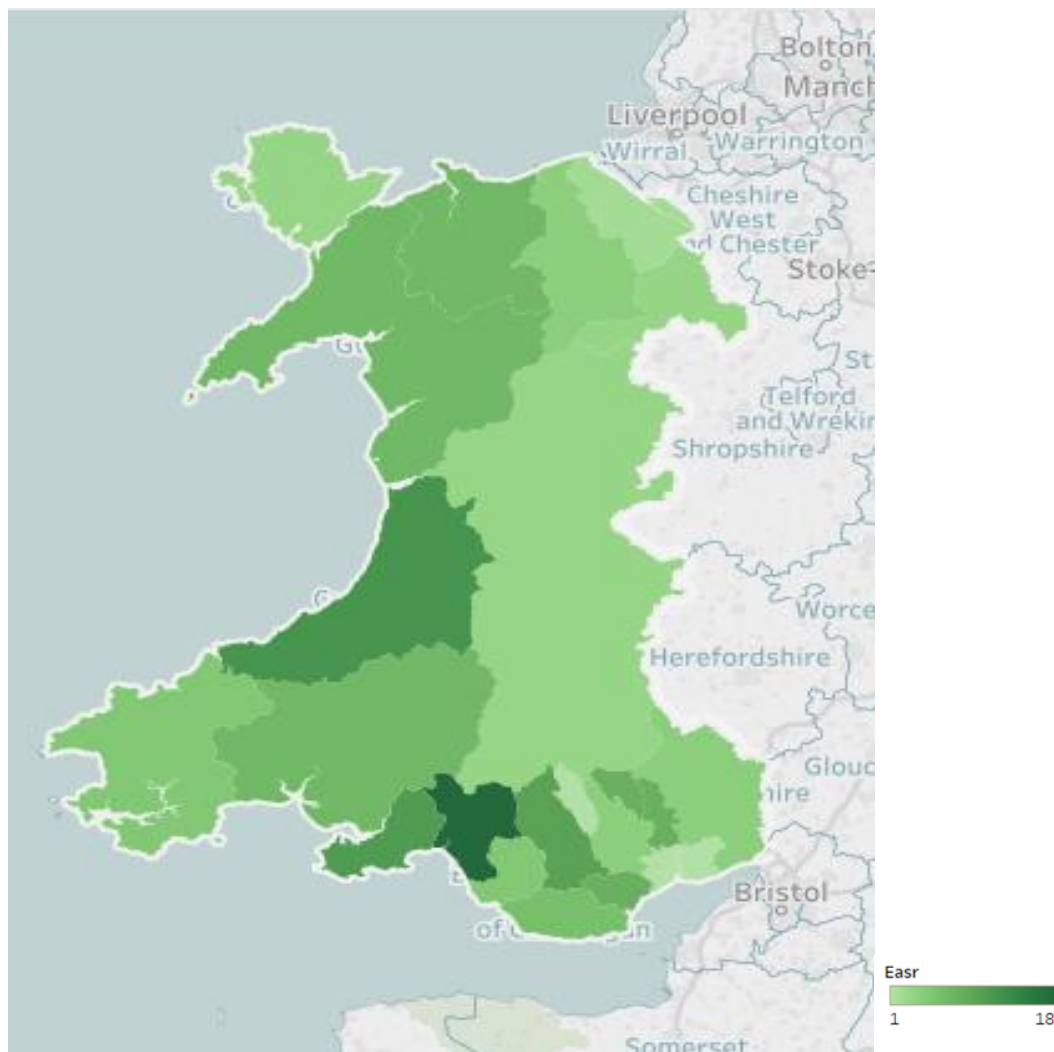 Bolton
Manch
Liverpool
Wirral
Warrington
Cheshire
West
nd Chester
Stoke-
St
Telford
and Wrekin
Shropshire
Worce
Herefordshire
Glouc
hire
Bristol
Somerset
Easr
1
18